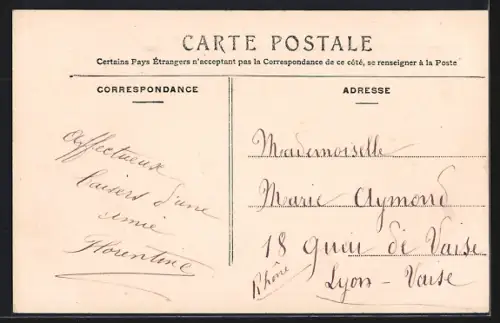 CARTE POSTALE
Certains Pays Étrangers n'acceptant pas la Correspondance de ce côté, se renseigner à la Poste
CORRESPONDANCE
Affectueux
baisers d'une
amie
Florentine
ADRESSE
Mademoiselle
Marie Aymond
18 Quai de Vaise
Lyon - Vaise
Rhône